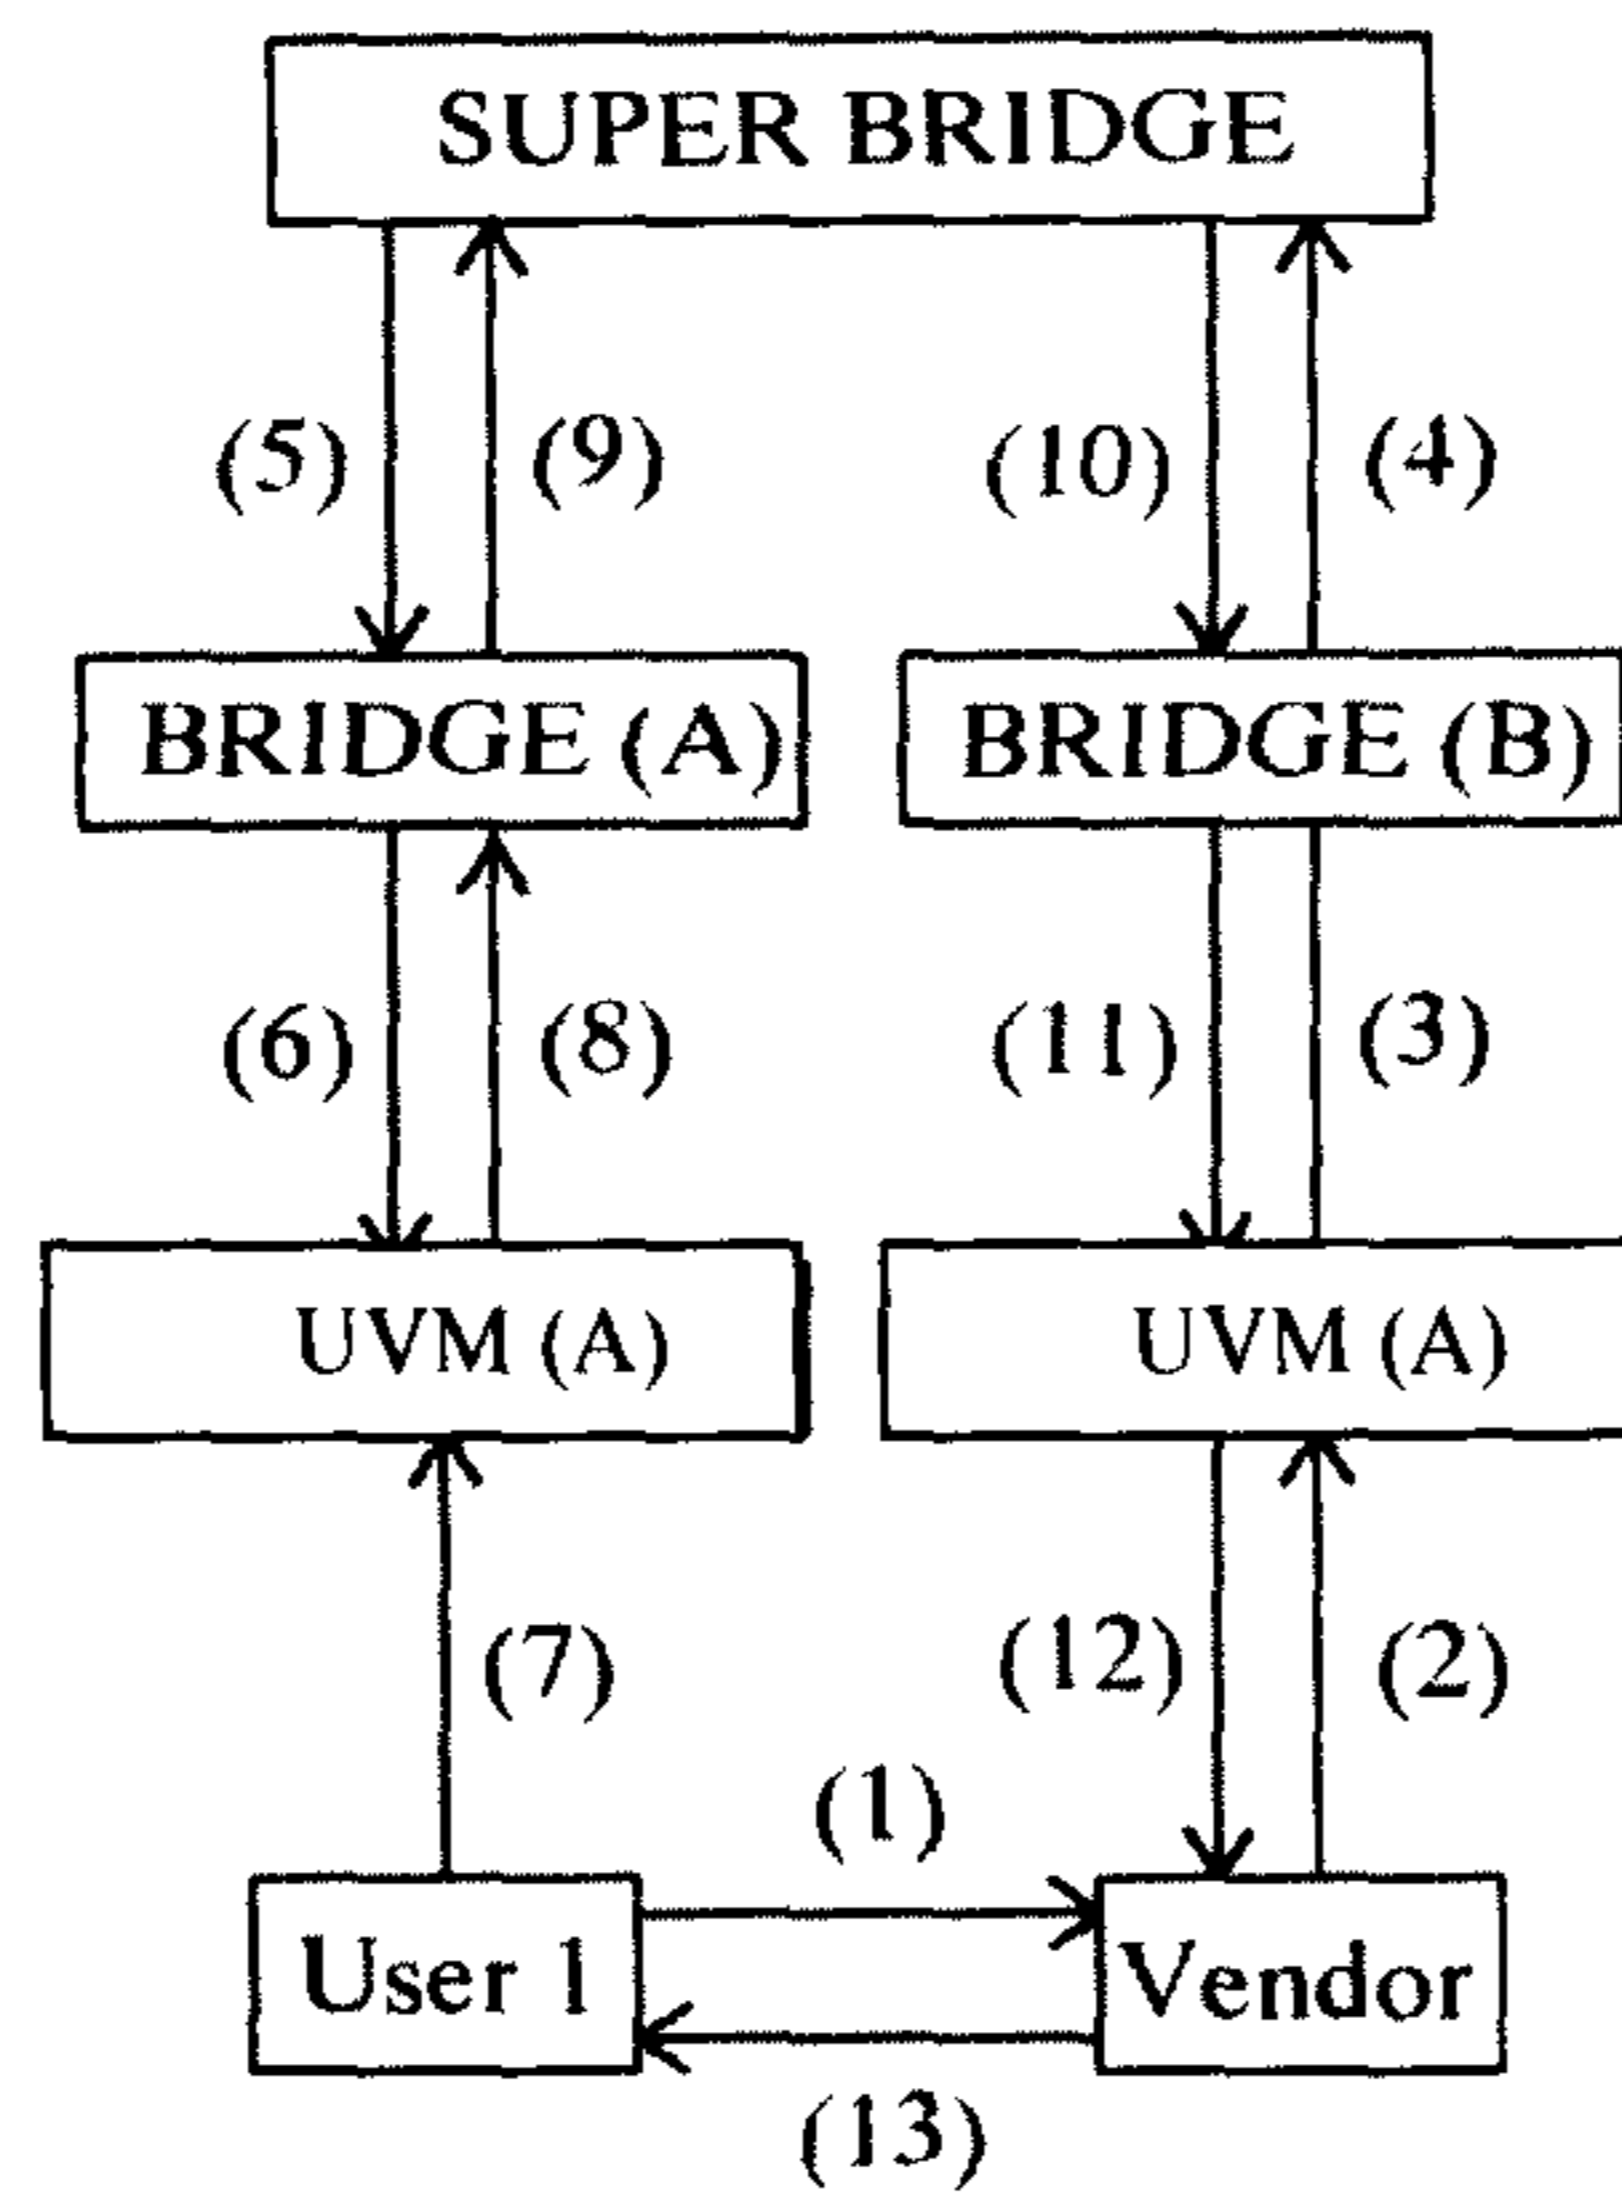 SUPER BRIDGE
(5) (9) (10) (4)
BRIDGE (A) BRIDGE (B)
(6) (8) (11) (3)
UVM (A) UVM (A)
(7) (12) (2)
(1)
User 1 Vendor
(13)